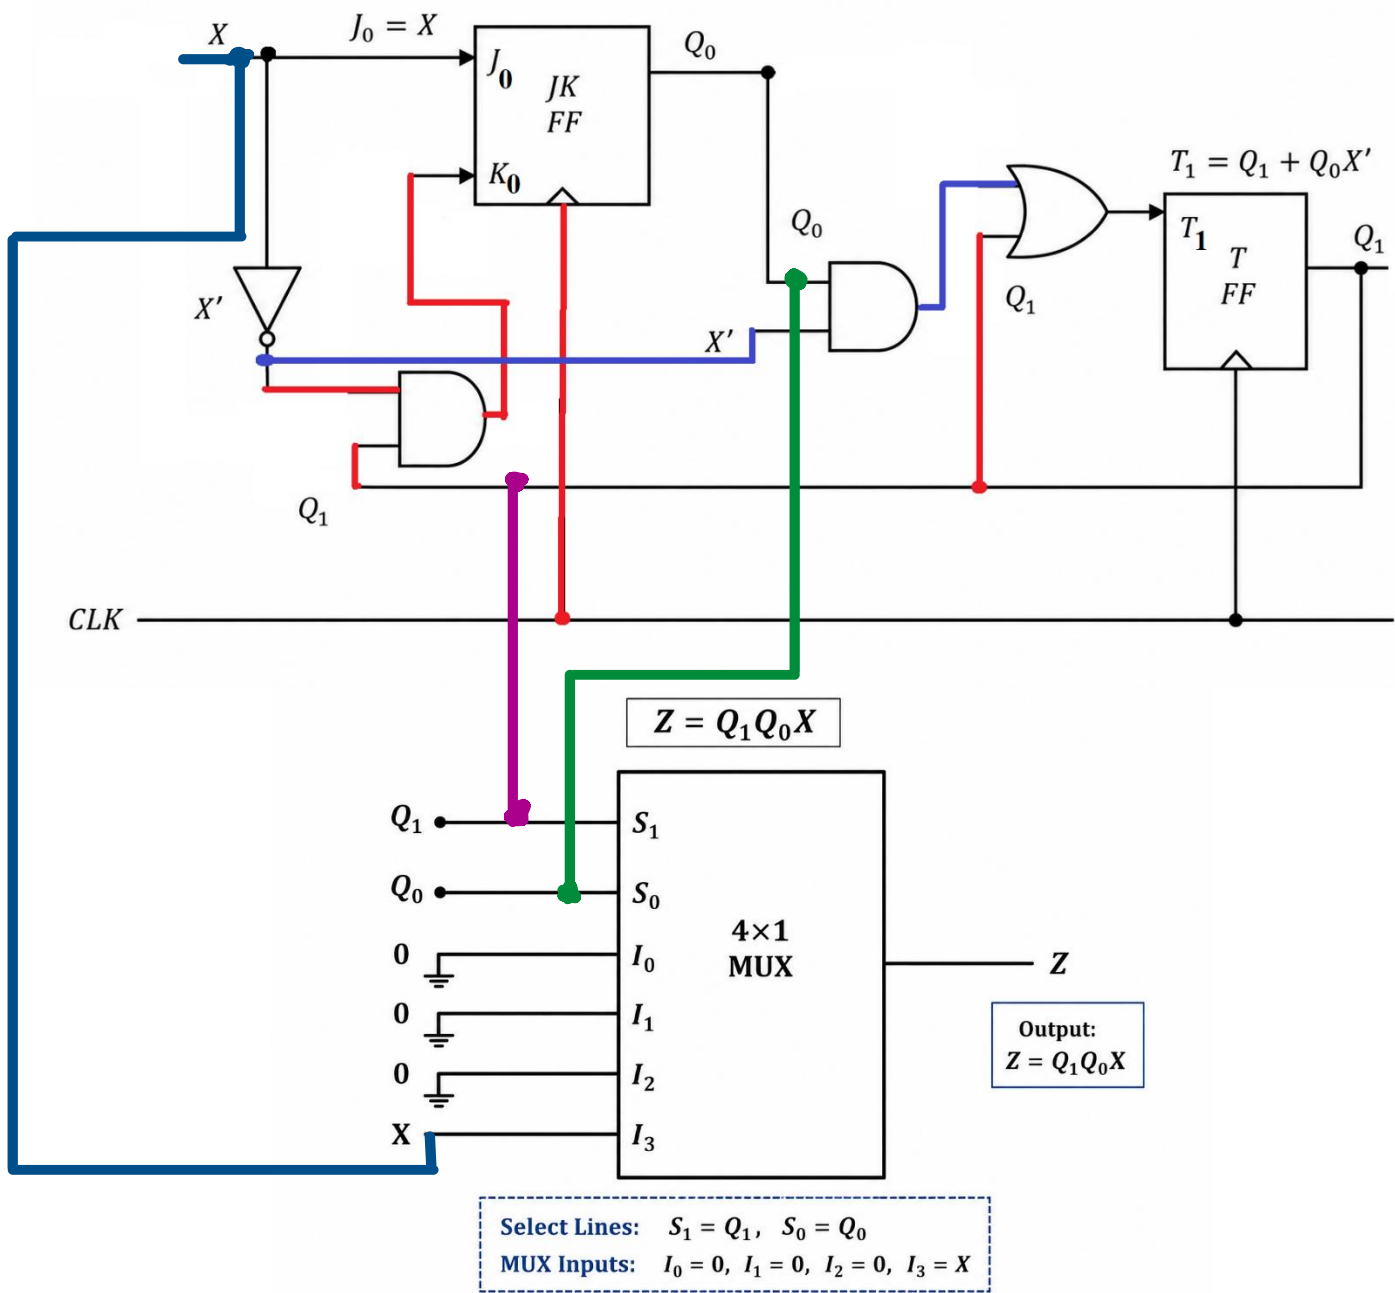 X
J₀ = X
Q₀
J₀
JK
FF
K₀
T₁ = Q₁ + Q₀X′
Q₀
T₁
T
FF
Q₁
X′
Q₁
X′
Q₁
CLK
Z = Q₁Q₀X
Q₁ S₁
Q₀ S₀
4×1
MUX
0 I₀
Z
0 I₁
Output:
Z = Q₁Q₀X
0 I₂
X I₃
Select Lines: S₁ = Q₁, S₀ = Q₀
MUX Inputs: I₀ = 0, I₁ = 0, I₂ = 0, I₃ = X